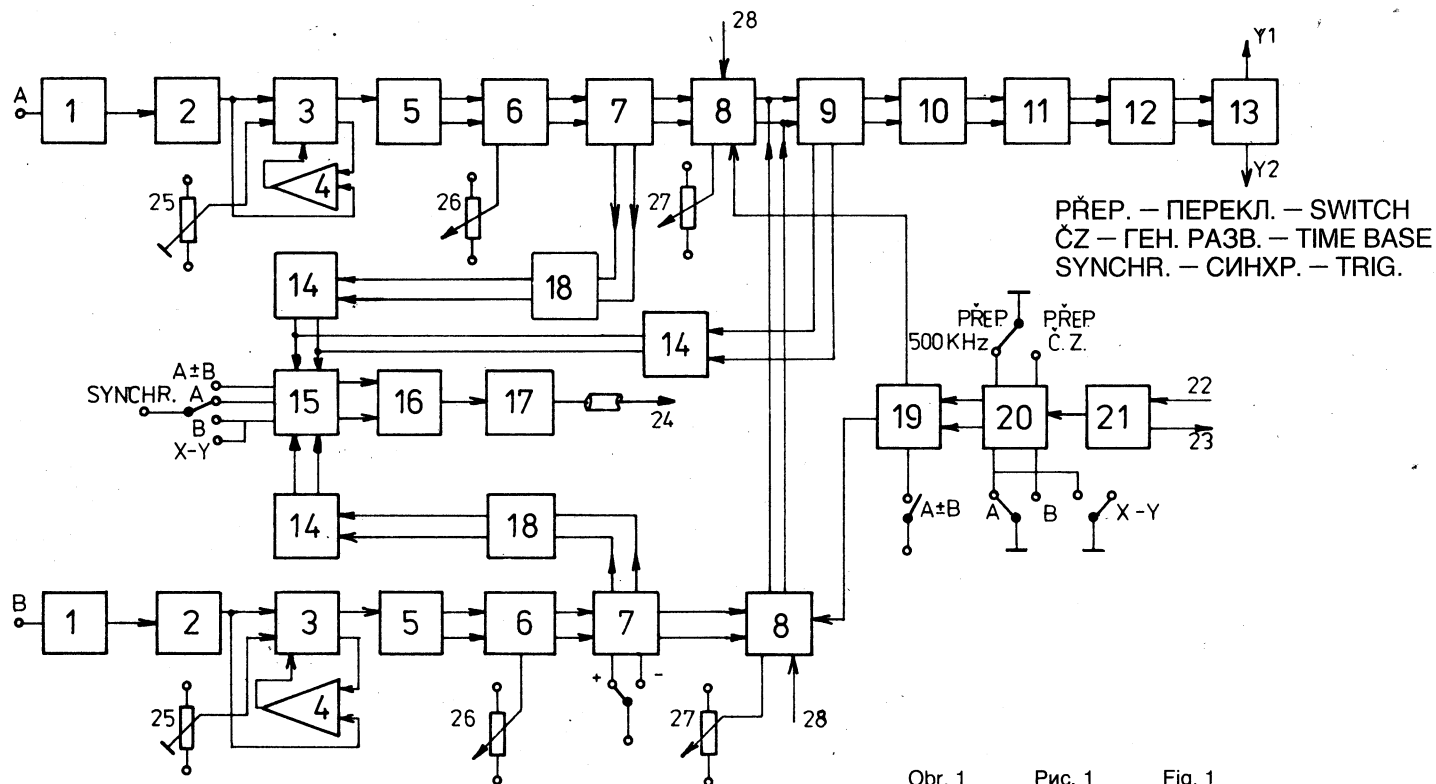 28
Y1
A 1 2 3 5 6 7 8 9 10 11 12 13
4
25 26 27
Y2
PŘEP. – ПЕРЕКЛ. – SWITCH
ČZ – ГЕН. РАЗВ. – TIME BASE
SYNCHR. – СИНХР. – TRIG.
14 18
14
PŘEP. PŘEP.
500KHz Č.Z.
A±B
SYNCHR. A
B
X-Y
15 16 17
24
19 20 21
22
23
A±B A B X-Y
14 18
B 1 2 3 5 6 7 8
4
+ -
25 26 27 28
Obr. 1 Рис. 1 Fig. 1